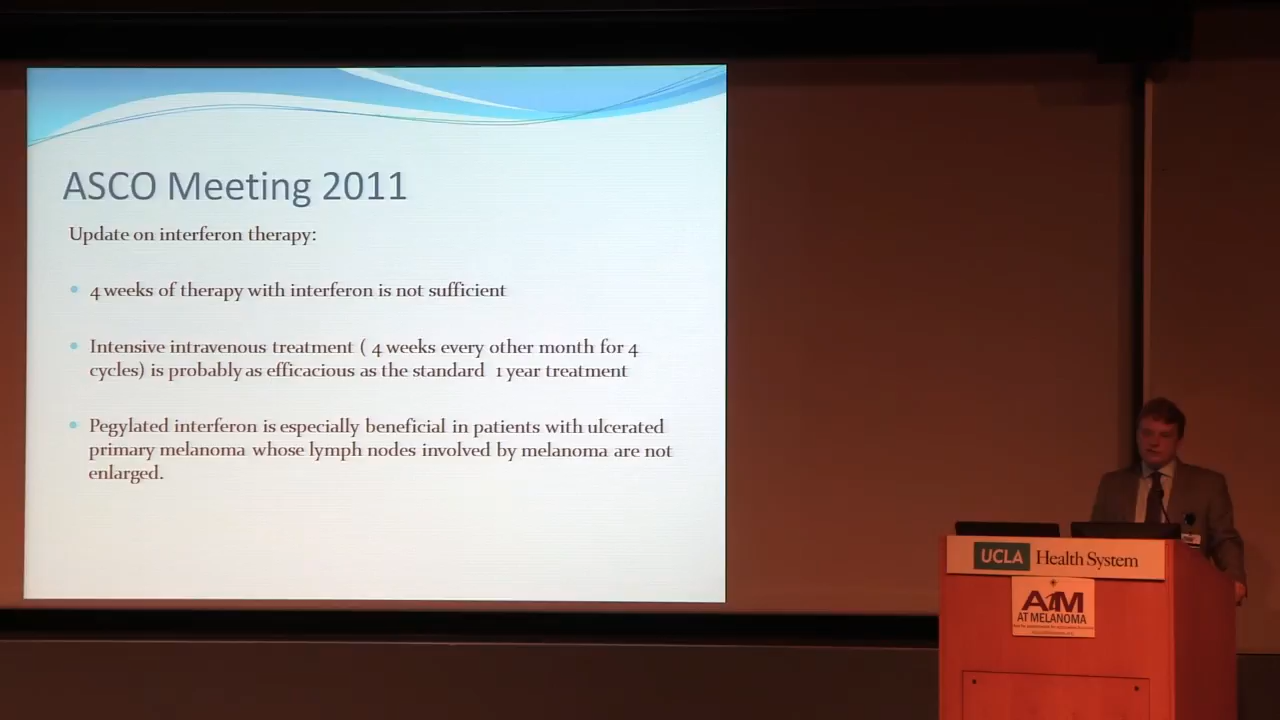 ASCO Meeting 2011
Update on interferon therapy:
4 weeks of therapy with interferon is not sufficient
Intensive intravenous treatment ( 4 weeks every other month for 4
cycles) is probably as efficacious as the standard 1 year treatment
Pegylated interferon is especially beneficial in patients with ulcerated
primary melanoma whose lymph nodes involved by melanoma are not
enlarged.
UCLA Health System
AIM
AT MELANOMA